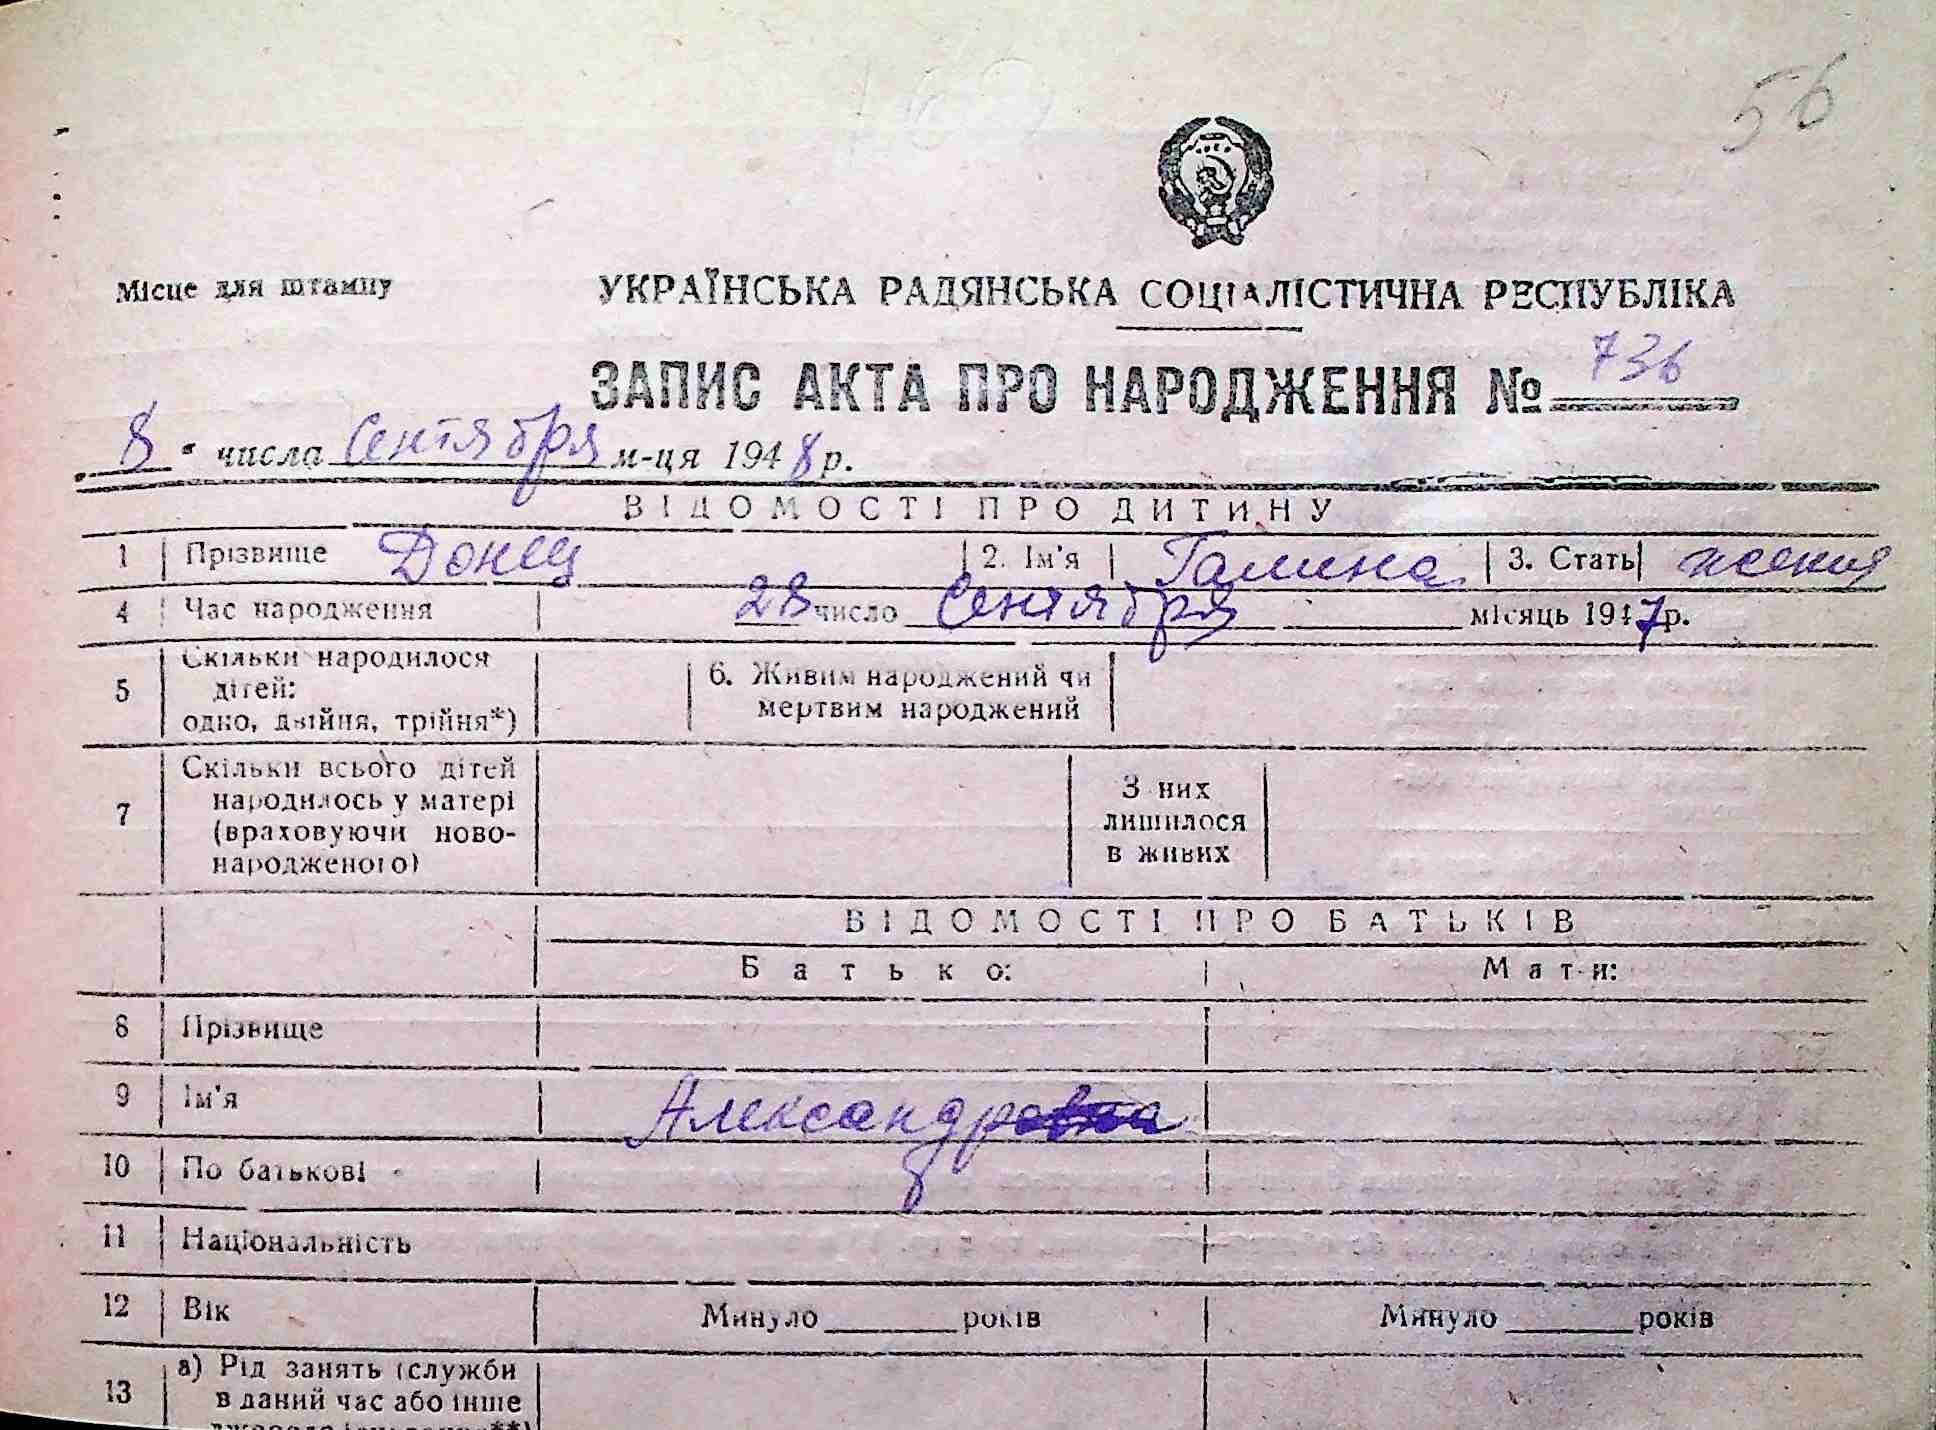 56
Місце для штампу
УКРАЇНСЬКА РАДЯНСЬКА СОЦІАЛІСТИЧНА РЕСПУБЛІКА
ЗАПИС АКТА ПРО НАРОДЖЕННЯ № 736
„8“ числа Сентября м-ця 1948 р.
ВІДОМОСТІ ПРО ДИТИНУ
1 Прізвище Донец 2. Ім'я Галина 3. Стать женская
4 Час народження 28 число Сентября місяць 1947 р.
Скільки народилося
5 дітей: 6. Живим народжений чи
одно, двійня, трійня*) мертвим народжений
Скільки всього дітей
народилось у матері З них
7 (враховуючи ново- лишилося
народженого) в живих
ВІДОМОСТІ ПРО БАТЬКІВ
Батько: Мати:
8 Прізвище
9 Ім'я Александровна
10 По батькові
11 Національність
12 Вік Минуло ______ років Минуло ______ років
а) Рід занять (служби
13 в даний час або інше